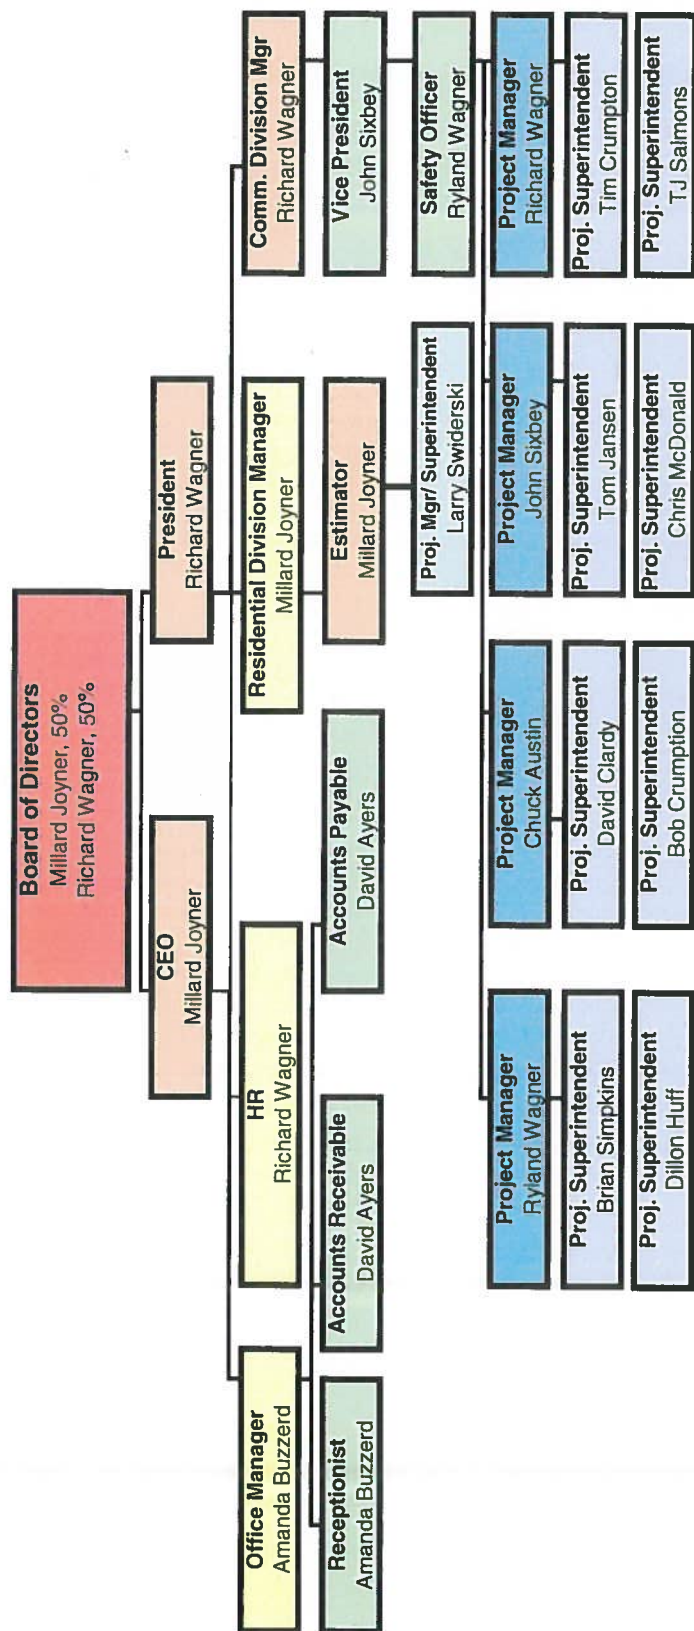 Board of Directors
Millard Joyner, 50%
Richard Wagner, 50%
CEO
Millard Joyner
President
Richard Wagner
Office Manager
Amanda Buzzerd
HR
Richard Wagner
Residential Division Manager
Millard Joyner
Comm. Division Mgr
Richard Wagner
Receptionist
Amanda Buzzerd
Accounts Receivable
David Ayers
Accounts Payable
David Ayers
Estimator
Millard Joyner
Vice President
John Sixbey
Proj. Mgr/ Superintendent
Larry Swiderski
Safety Officer
Ryland Wagner
Project Manager
Ryland Wagner
Project Manager
Chuck Austin
Project Manager
John Sixbey
Project Manager
Richard Wagner
Proj. Superintendent
Brian Simpkins
Proj. Superintendent
David Clardy
Proj. Superintendent
Tom Jansen
Proj. Superintendent
Tim Crumpton
Proj. Superintendent
Dillon Huff
Proj. Superintendent
Bob Crumption
Proj. Superintendent
Chris McDonald
Proj. Superintendent
TJ Salmons